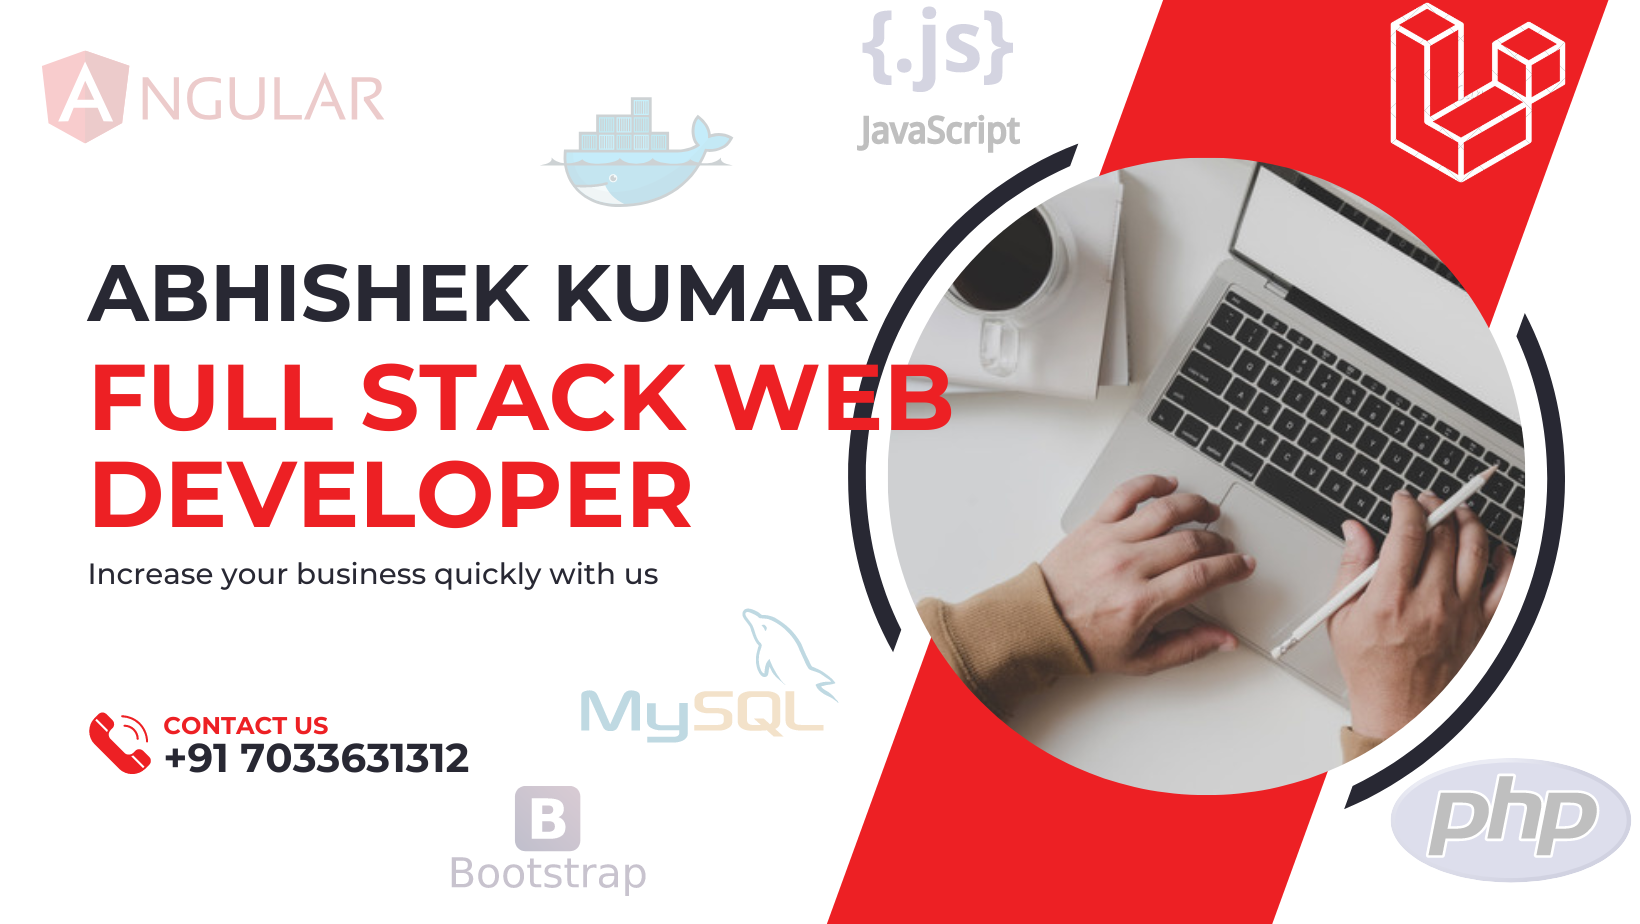 ANGULAR
{.js}
JavaScript
ABHISHEK KUMAR
FULL STACK WEB
DEVELOPER
Increase your business quickly with us
MySQL
CONTACT US
+91 7033631312
B
Bootstrap
php